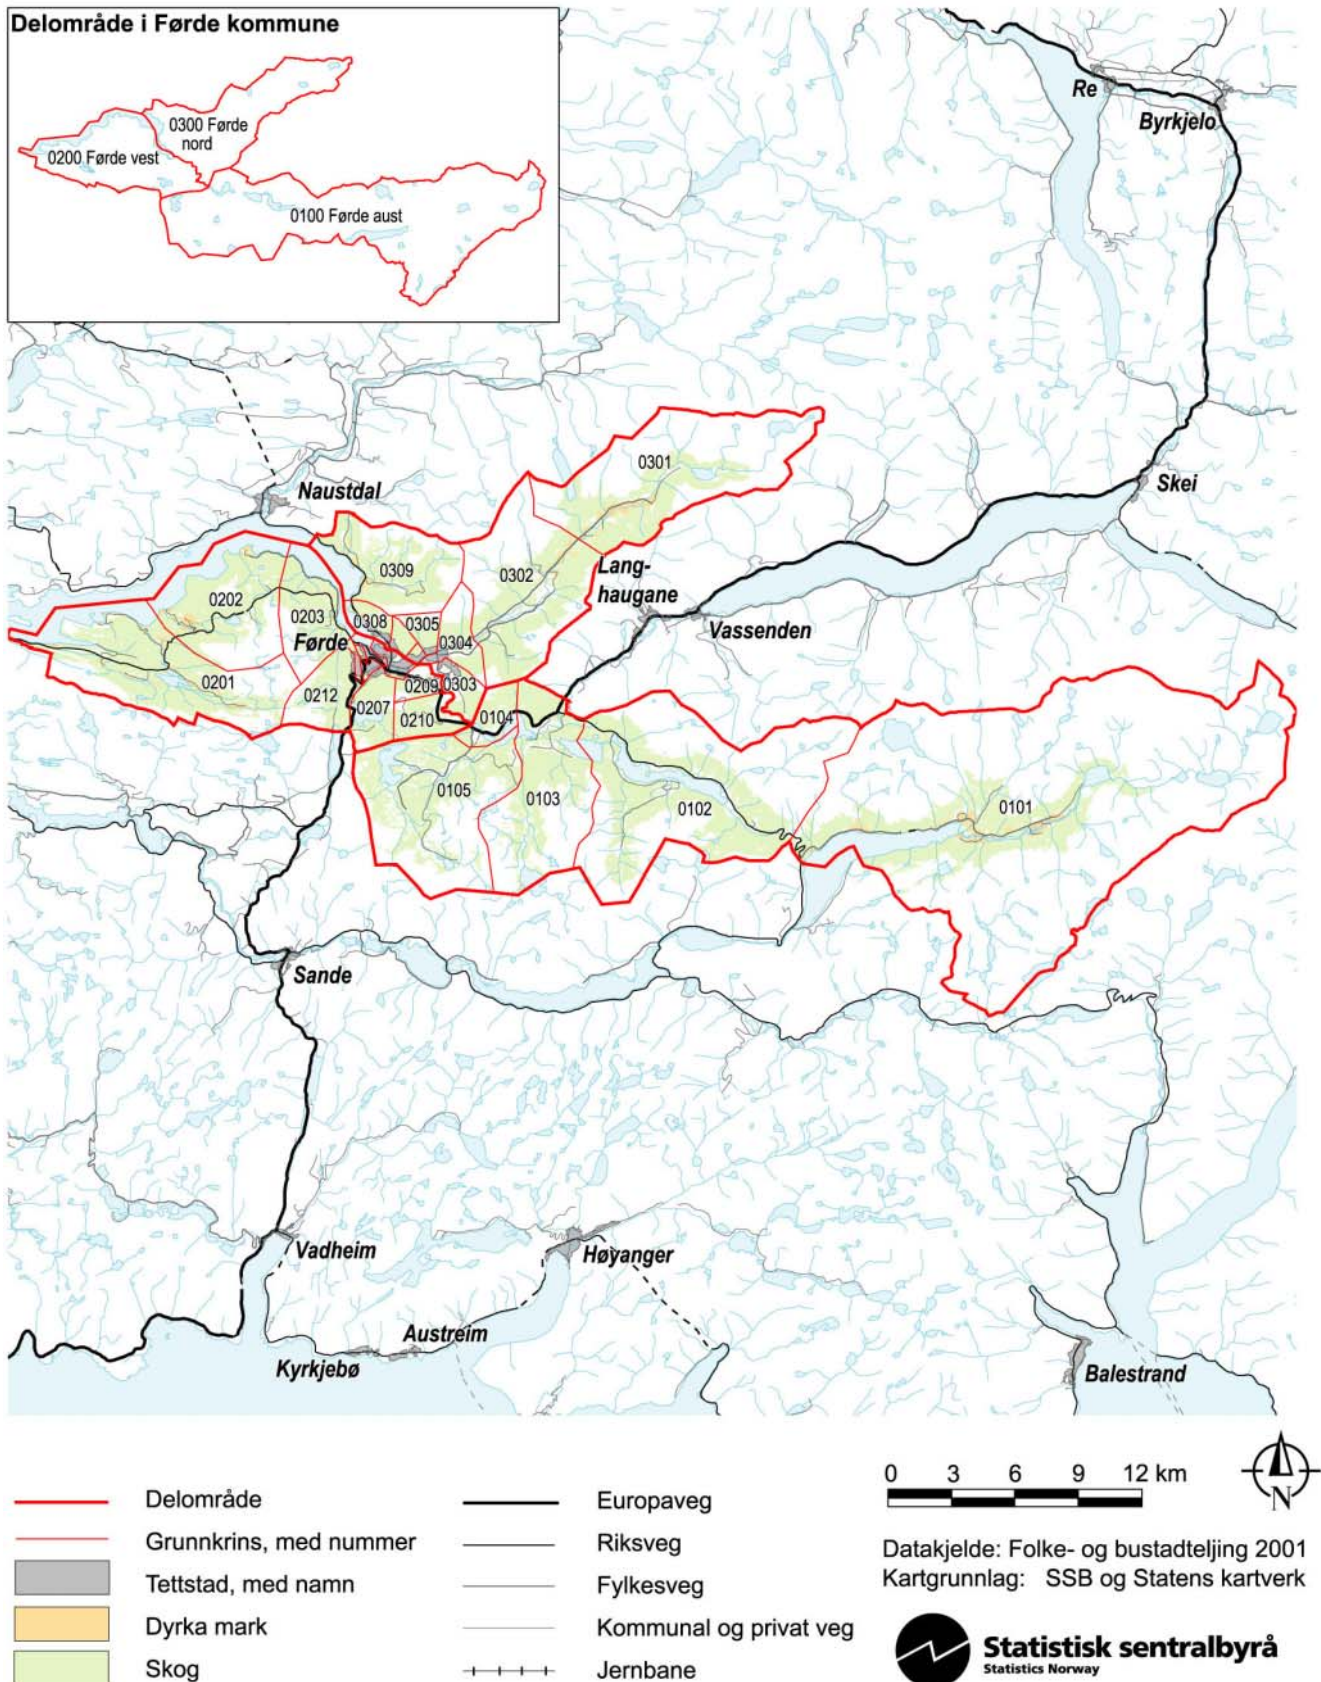 Delområde i Førde kommune
0300 Førde
nord
0200 Førde vest
0100 Førde aust
Re
Byrkjelo
Skei
Naustdal
0301
0309
0302
Lang-
haugane
Vassenden
0202
0203
0308
0305
0304
Førde
0201
0212
0209
0303
0207
0210
0104
0105
0103
0102
0101
Sande
Vadheim
Høyanger
Austreim
Kyrkjebø
Balestrand
Delområde
Grunnkrins, med nummer
Tettstad, med namn
Dyrka mark
Skog
Europaveg
Riksveg
Fylkesveg
Kommunal og privat veg
Jernbane
0 3 6 9 12 km
N
Datakjelde: Folke- og bustadteljing 2001
Kartgrunnlag: SSB og Statens kartverk
Statistisk sentralbyrå
Statistics Norway